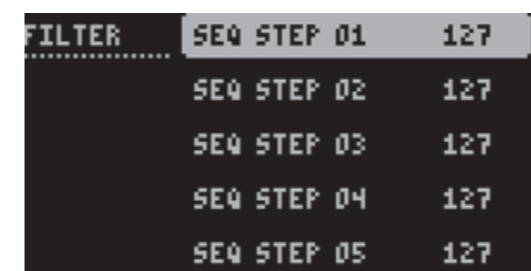 FILTER SEQ STEP 01 127
SEQ STEP 02 127
SEQ STEP 03 127
SEQ STEP 04 127
SEQ STEP 05 127